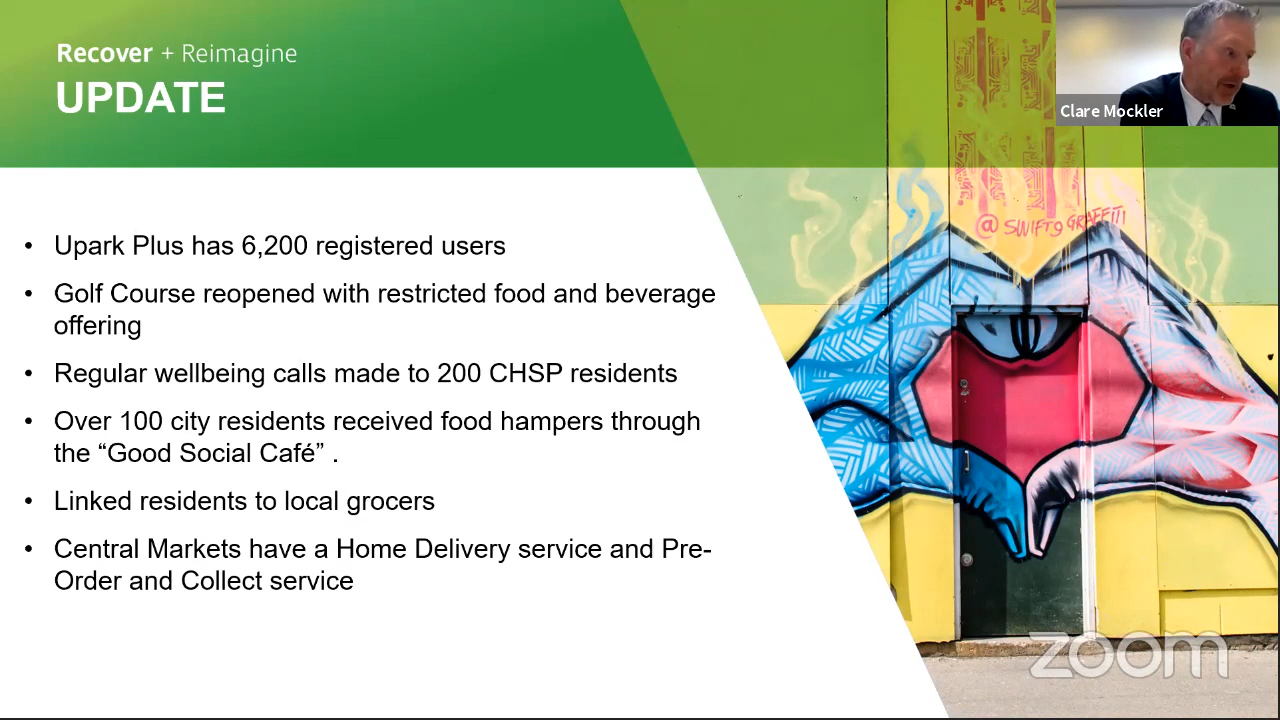 Recover + Reimagine
UPDATE
Clare Mockler
@ SWIFT9 GRAFFITI
• Upark Plus has 6,200 registered users
• Golf Course reopened with restricted food and beverage
offering
• Regular wellbeing calls made to 200 CHSP residents
• Over 100 city residents received food hampers through
the “Good Social Café” .
• Linked residents to local grocers
• Central Markets have a Home Delivery service and Pre-
Order and Collect service
zoom